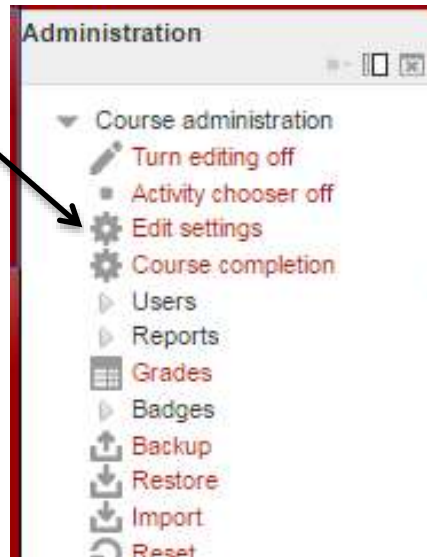 Administration
Course administration
Turn editing off
Activity chooser off
Edit settings
Course completion
Users
Reports
Grades
Badges
Backup
Restore
Import
Reset